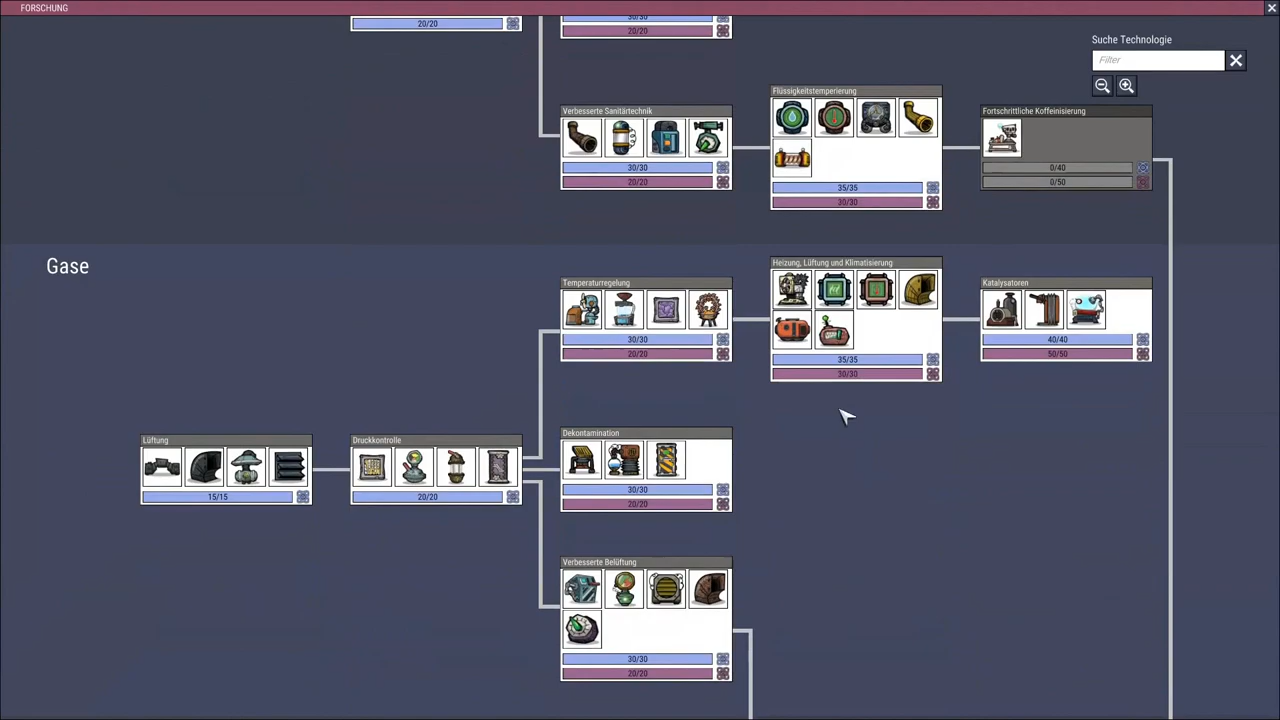 FORSCHUNG
20/20
30/30
20/20
Suche Technologie
Filter
Verbesserte Sanitärtechnik
30/30
20/20
Flüssigkeitstemperierung
35/35
30/30
Fortschrittliche Koffeinisierung
0/40
0/50
Gase
Temperaturregelung
30/30
20/20
Heizung, Lüftung und Klimatisierung
35/35
30/30
Katalysatoren
40/40
50/50
Lüftung
15/15
Druckkontrolle
20/20
Dekontamination
30/30
20/20
Verbesserte Belüftung
30/30
20/20